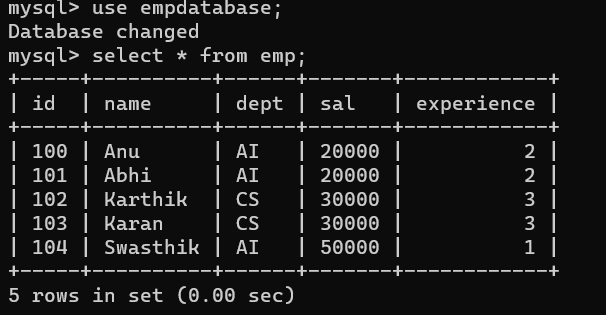 mysql> use empdatabase;
Database changed
mysql> select * from emp;
+-----+----------+------+-------+------------+
| id  | name     | dept | sal   | experience |
+-----+----------+------+-------+------------+
| 100 | Anu      | AI   | 20000 |          2 |
| 101 | Abhi     | AI   | 20000 |          2 |
| 102 | Karthik  | CS   | 30000 |          3 |
| 103 | Karan    | CS   | 30000 |          3 |
| 104 | Swasthik | AI   | 50000 |          1 |
+-----+----------+------+-------+------------+
5 rows in set (0.00 sec)